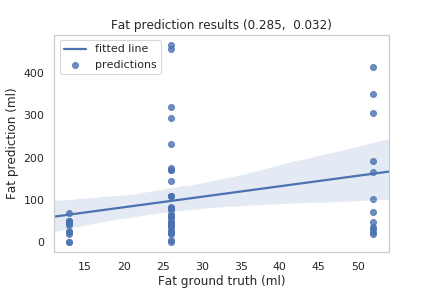 Fat prediction results (0.285,  0.032)
fitted line
predictions
Fat prediction (ml)
400
300
200
100
0
15 20 25 30 35 40 45 50
Fat ground truth (ml)